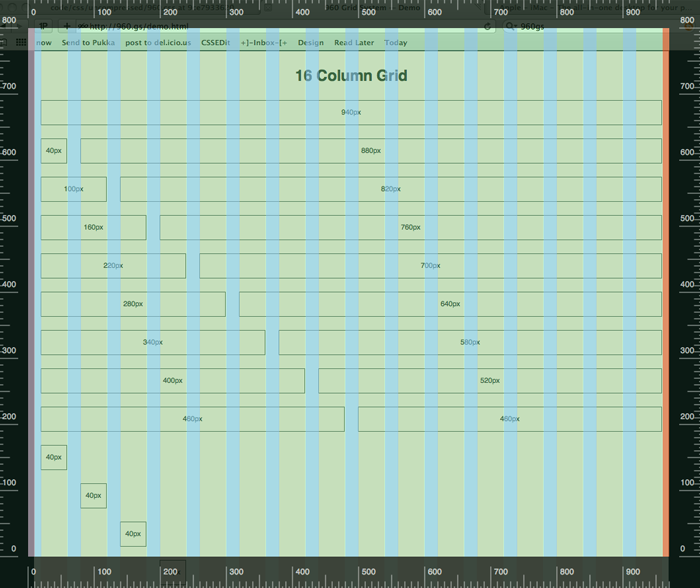 800 0 100 200 300 400 500 600 700 800 900 800
http://960.gs/demo.html 960gs
now Send to Pukka post to del.icio.us CSSEdit +]–Inbox–[+ Design Read Later Today
16 Column Grid
700 700
940px
600 40px 880px 600
100px 820px
500 160px 760px 500
220px 700px
400 280px 640px 400
300 340px 580px 300
400px 520px
200 460px 460px 200
40px
100 40px 100
40px
0 0
0 100 200 300 400 500 600 700 800 900